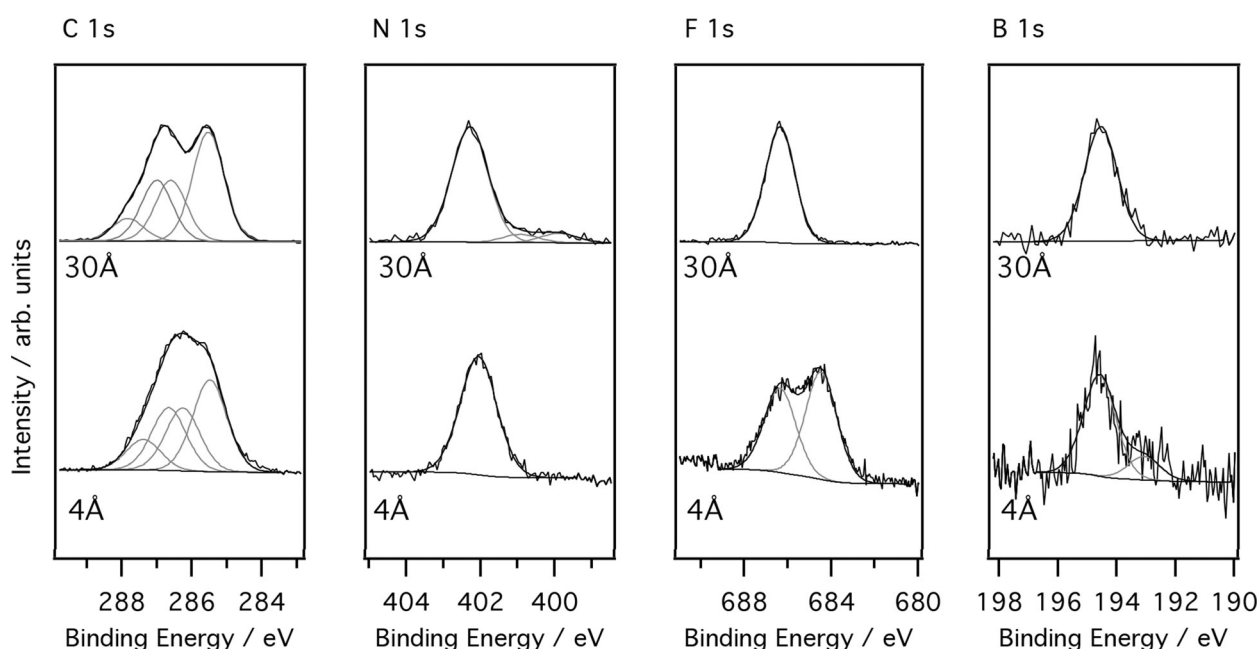 C 1s
N 1s
F 1s
B 1s
Intensity / arb. units
30Å
30Å
30Å
30Å
4Å
4Å
4Å
4Å
288 286 284
404 402 400
688 684 680
198 196 194 192 190
Binding Energy / eV
Binding Energy / eV
Binding Energy / eV
Binding Energy / eV